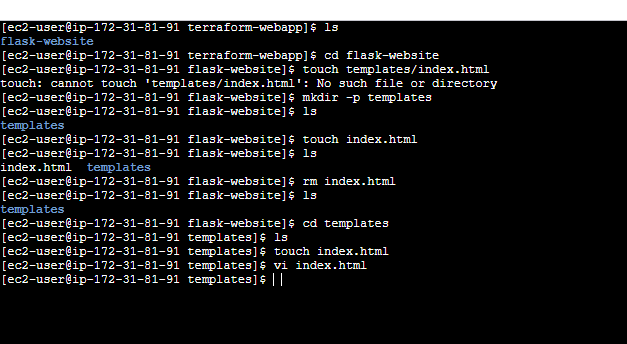 [ec2-user@ip-172-31-81-91 terraform-webapp]$ ls
flask-website
[ec2-user@ip-172-31-81-91 terraform-webapp]$ cd flask-website
[ec2-user@ip-172-31-81-91 flask-website]$ touch templates/index.html
touch: cannot touch 'templates/index.html': No such file or directory
[ec2-user@ip-172-31-81-91 flask-website]$ mkdir -p templates
[ec2-user@ip-172-31-81-91 flask-website]$ ls
templates
[ec2-user@ip-172-31-81-91 flask-website]$ touch index.html
[ec2-user@ip-172-31-81-91 flask-website]$ ls
index.html  templates
[ec2-user@ip-172-31-81-91 flask-website]$ rm index.html
[ec2-user@ip-172-31-81-91 flask-website]$ ls
templates
[ec2-user@ip-172-31-81-91 flask-website]$ cd templates
[ec2-user@ip-172-31-81-91 templates]$ ls
[ec2-user@ip-172-31-81-91 templates]$ touch index.html
[ec2-user@ip-172-31-81-91 templates]$ vi index.html
[ec2-user@ip-172-31-81-91 templates]$